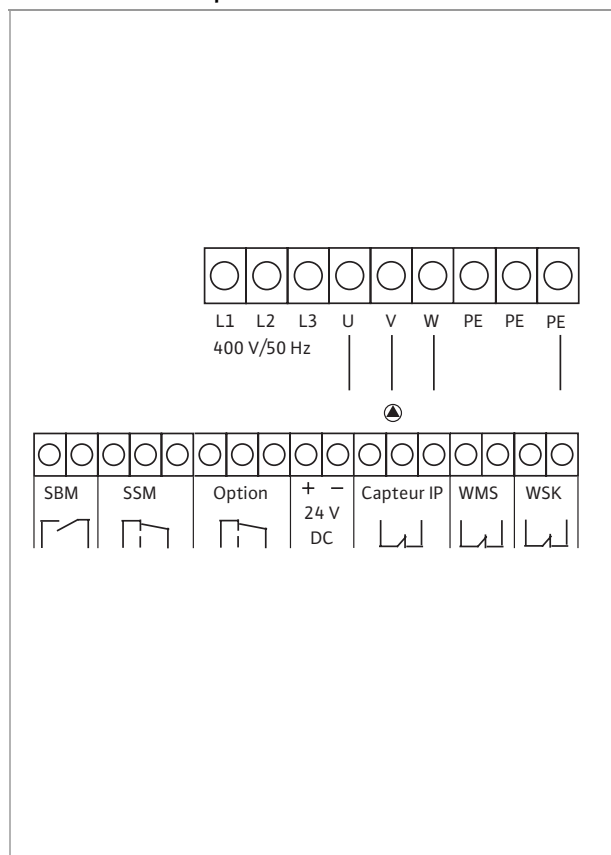 L1 L2 L3 U V W PE PE PE
400 V/50 Hz
SBM SSM Option + − Capteur IP WMS WSK
24 V
DC